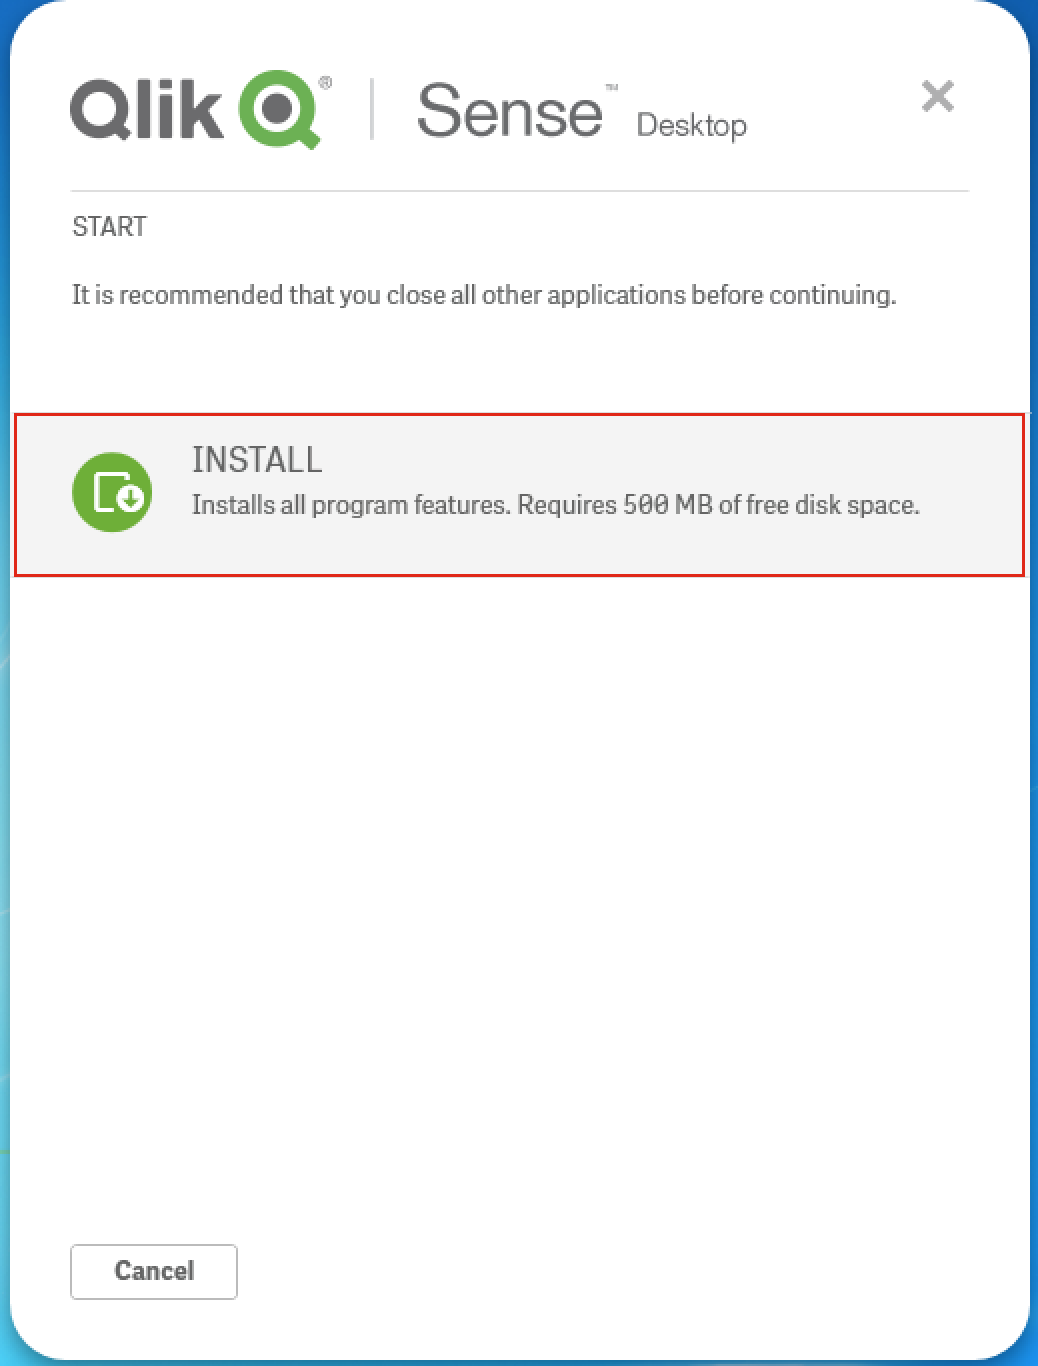 Qlik Q® | Sense™ Desktop
START
It is recommended that you close all other applications before continuing.
INSTALL
Installs all program features. Requires 500 MB of free disk space.
Cancel